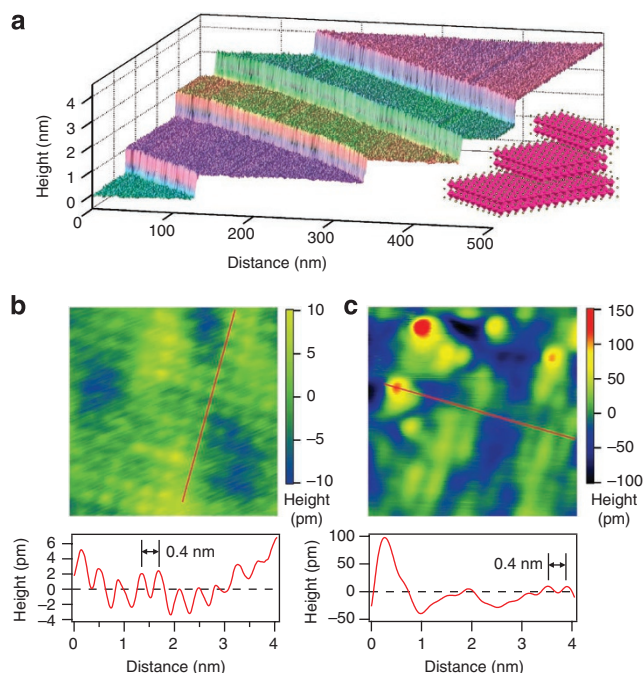 a
Height (nm)
4
3
2
1
0
0
100
200
300
400
500
Distance (nm)
b
10
5
0
−5
−10
Height
(pm)
c
150
100
50
0
−50
−100
Height
(pm)
Height (pm)
6
4
2
0
−2
−4
0.4 nm
0
1
2
3
4
Distance (nm)
Height (pm)
100
50
0
−50
0.4 nm
0
1
2
3
4
Distance (nm)